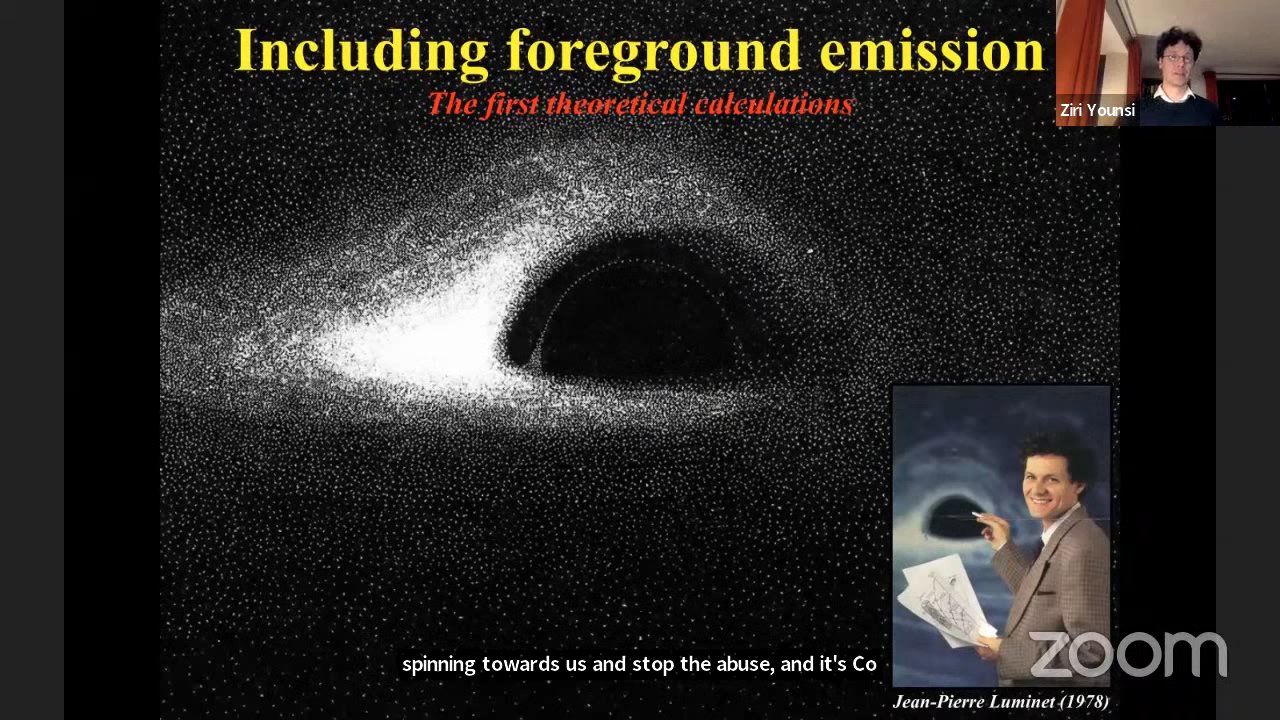 Including foreground emission
The first theoretical calculations
Ziri Younsi
spinning towards us and stop the abuse, and it's Co
zoom
Jean-Pierre Luminet (1978)